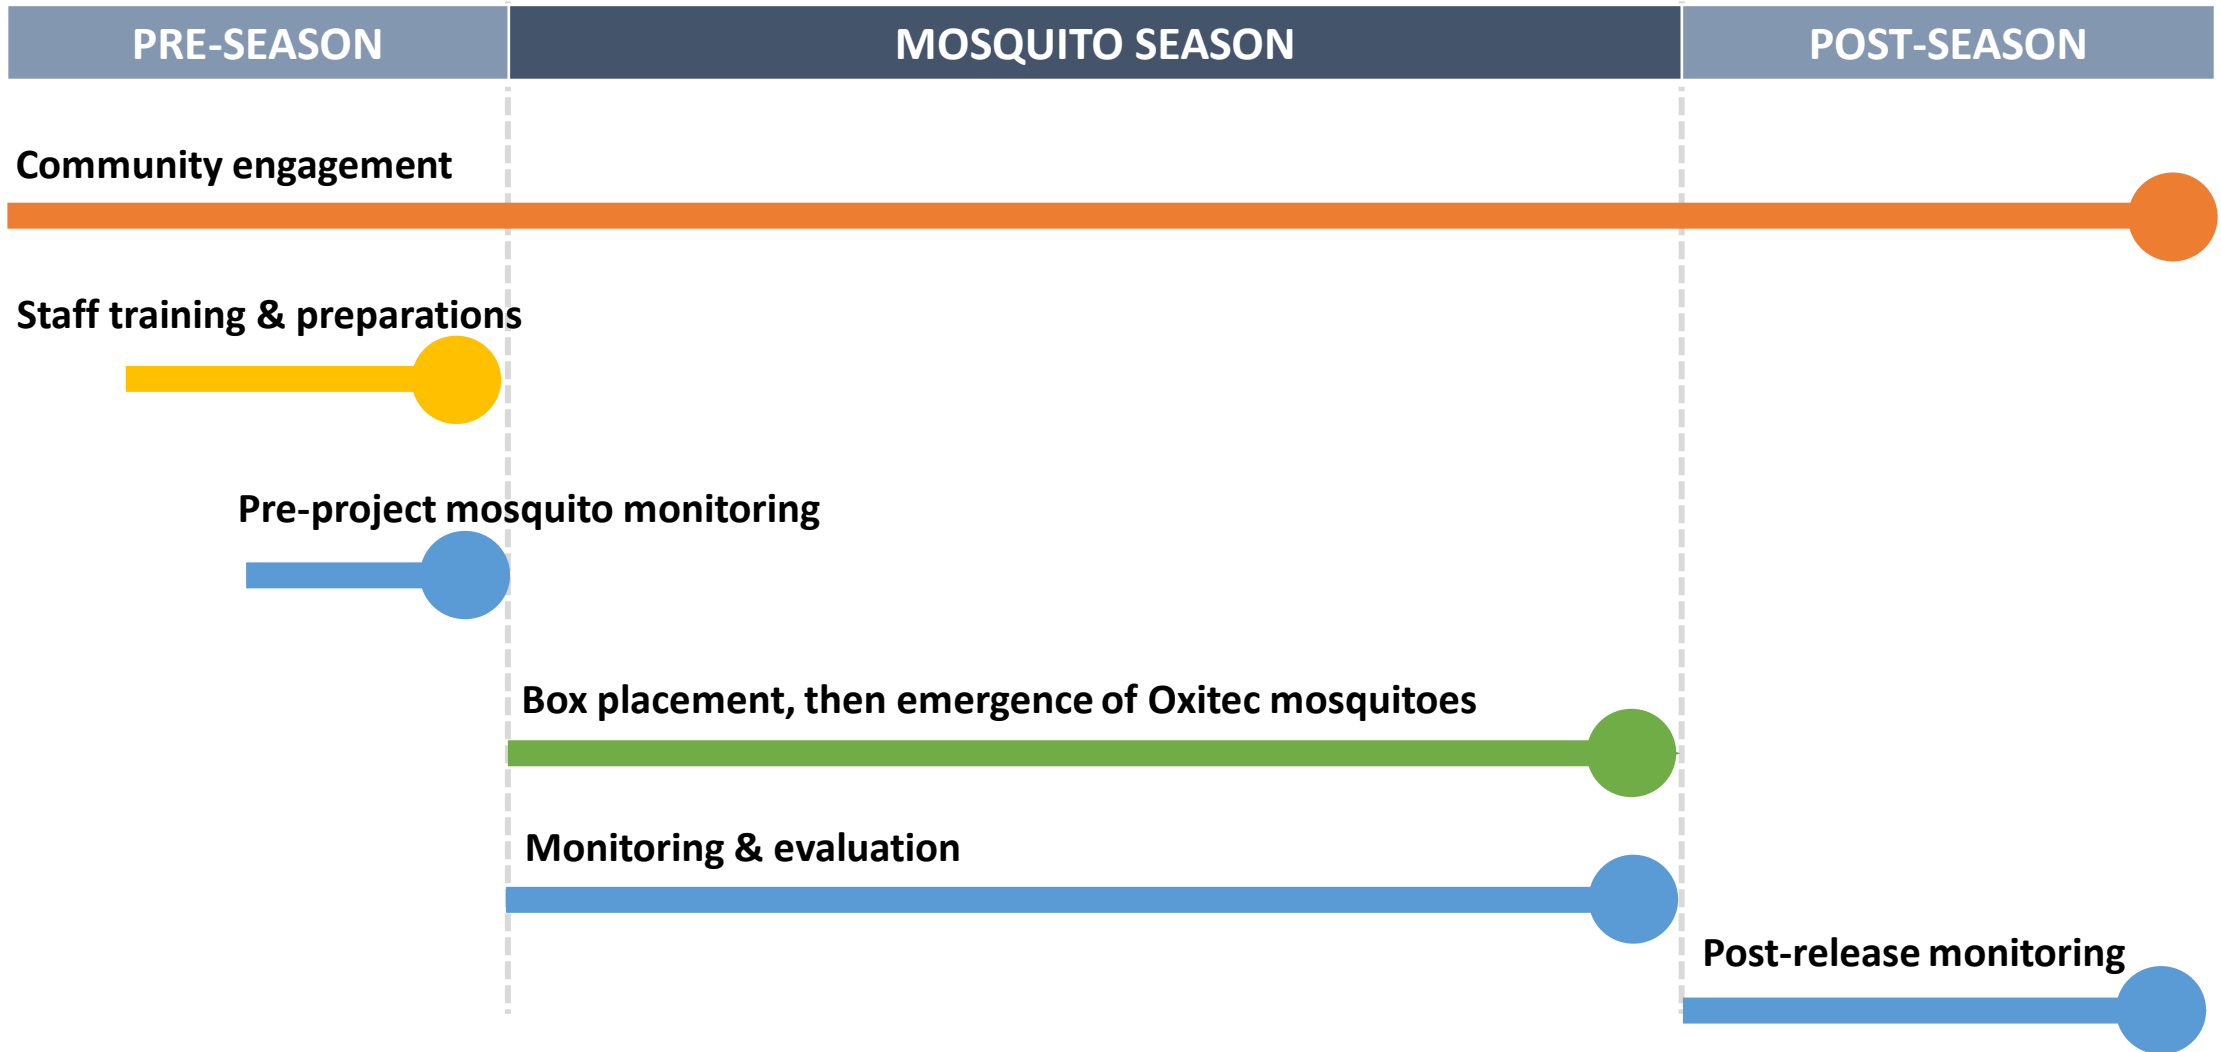 PRE-SEASON
MOSQUITO SEASON
POST-SEASON
Community engagement
Staff training & preparations
Pre-project mosquito monitoring
Box placement, then emergence of Oxitec mosquitoes
Monitoring & evaluation
Post-release monitoring